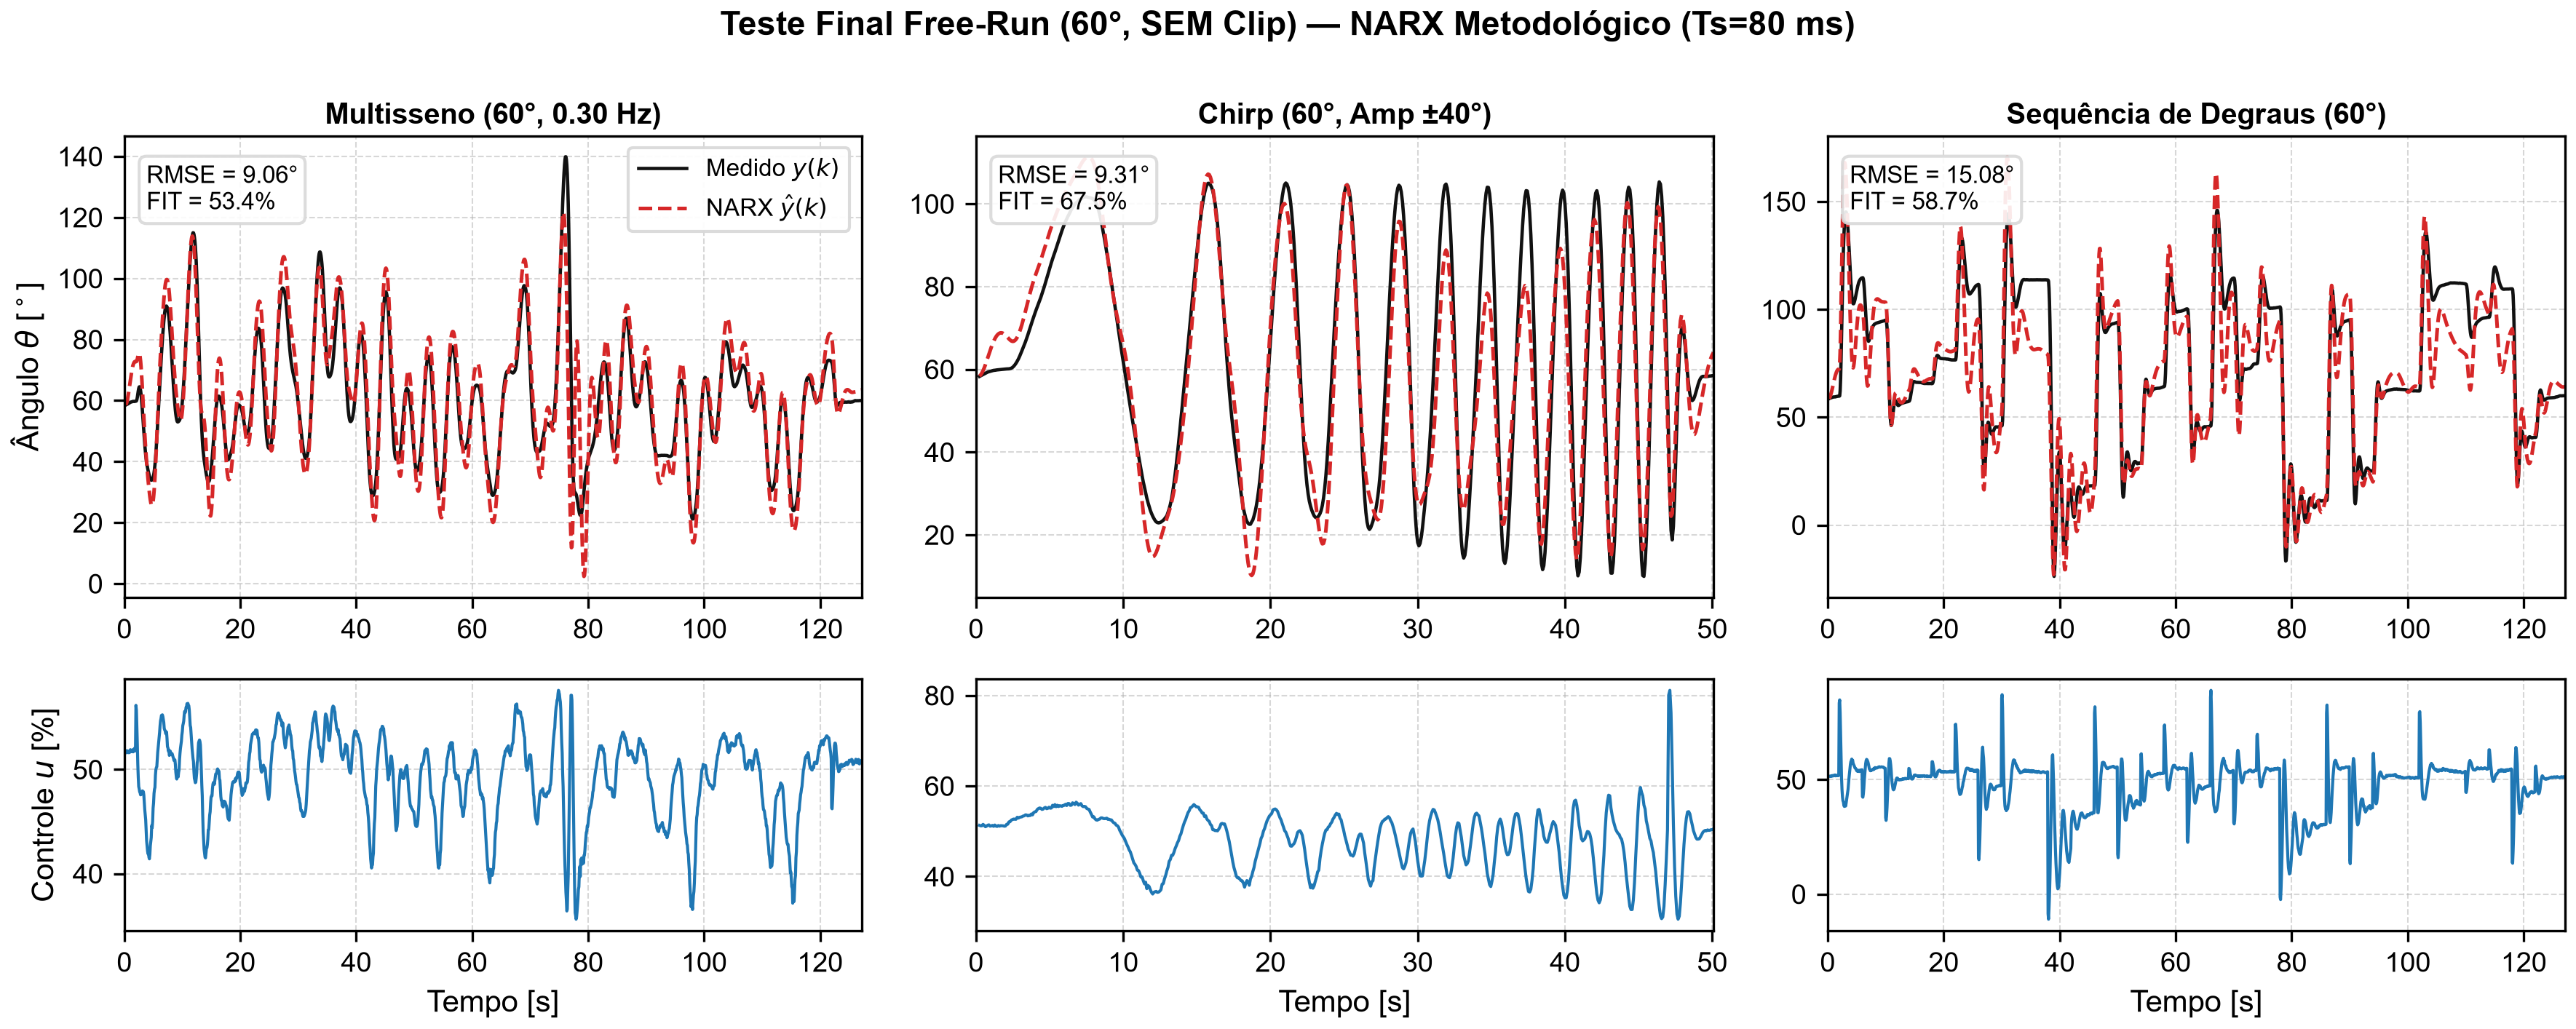 Teste Final Free-Run (60°, SEM Clip) — NARX Metodológico (Ts=80 ms)
Multisseno (60°, 0.30 Hz)
RMSE = 9.06°
FIT = 53.4%
Medido y(k)
NARX ŷ(k)
Ângulo θ [°]
140
120
100
80
60
40
20
0
0 20 40 60 80 100 120
Chirp (60°, Amp ±40°)
RMSE = 9.31°
FIT = 67.5%
100
80
60
40
20
0 10 20 30 40 50
Sequência de Degraus (60°)
RMSE = 15.08°
FIT = 58.7%
150
100
50
0
0 20 40 60 80 100 120
Controle u [%]
50
40
0 20 40 60 80 100 120
Tempo [s]
80
60
40
0 10 20 30 40 50
Tempo [s]
50
0
0 20 40 60 80 100 120
Tempo [s]